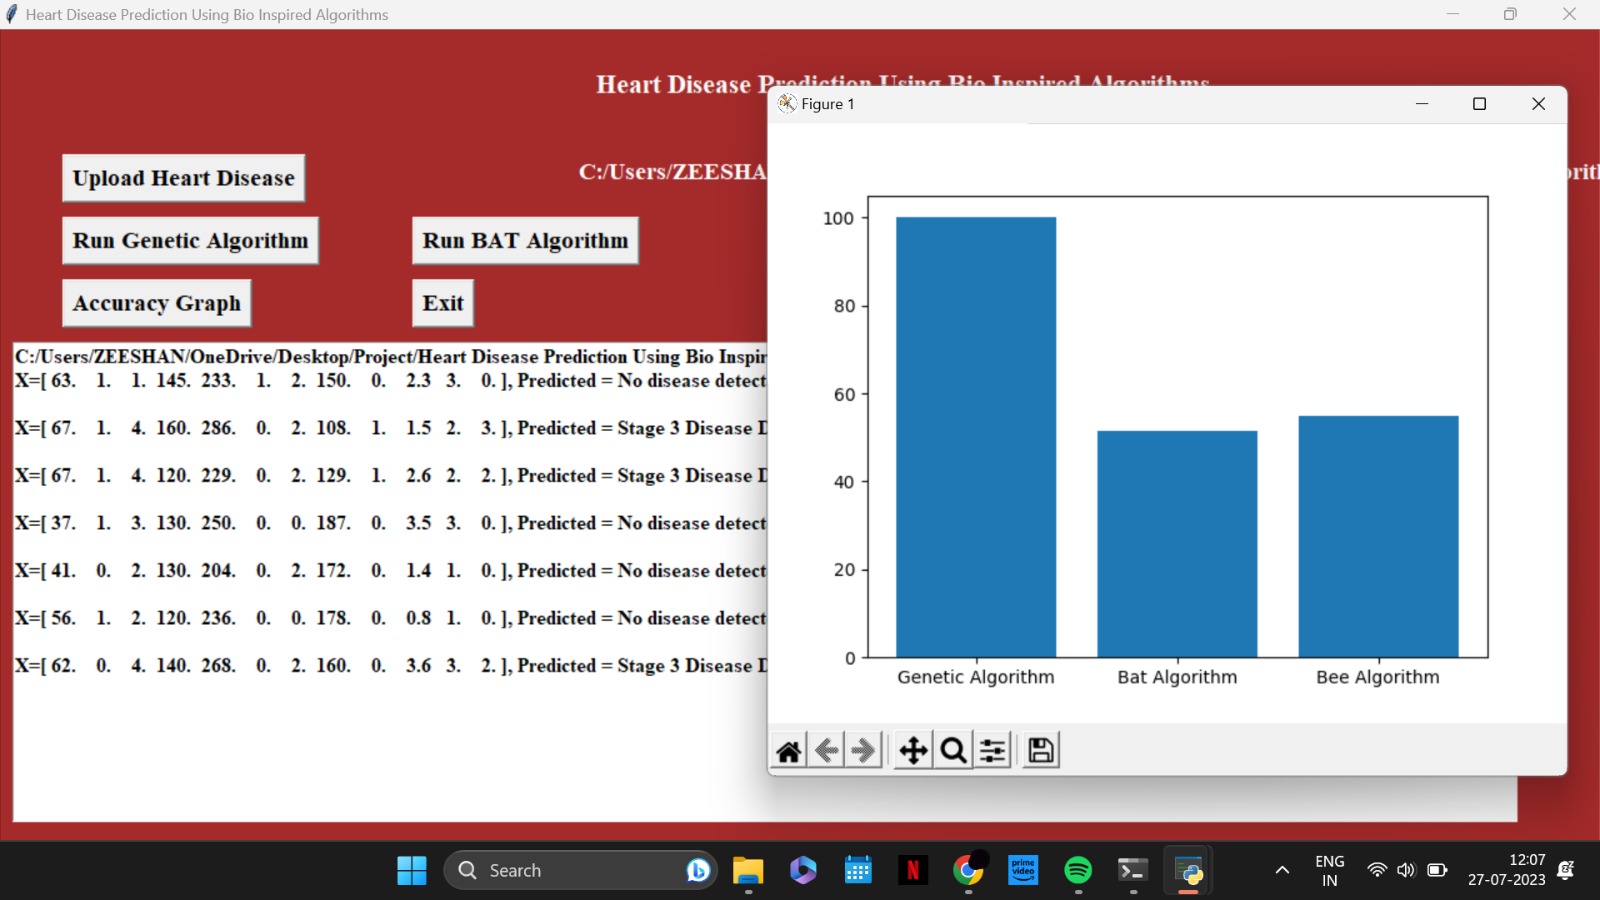 Heart Disease Prediction Using Bio Inspired Algorithms
Heart Disease Prediction Using Bio Inspired Algorithms
Figure 1
Upload Heart Disease
C:/Users/ZEESHA
Run Genetic Algorithm
Run BAT Algorithm
Accuracy Graph
Exit
C:/Users/ZEESHAN/OneDrive/Desktop/Project/Heart Disease Prediction Using Bio Inspir
X=[ 63. 1. 1. 145. 233. 1. 2. 150. 0. 2.3 3. 0. ], Predicted = No disease detect
X=[ 67. 1. 4. 160. 286. 0. 2. 108. 1. 1.5 2. 3. ], Predicted = Stage 3 Disease D
X=[ 67. 1. 4. 120. 229. 0. 2. 129. 1. 2.6 2. 2. ], Predicted = Stage 3 Disease D
X=[ 37. 1. 3. 130. 250. 0. 0. 187. 0. 3.5 3. 0. ], Predicted = No disease detect
X=[ 41. 0. 2. 130. 204. 0. 2. 172. 0. 1.4 1. 0. ], Predicted = No disease detect
X=[ 56. 1. 2. 120. 236. 0. 0. 178. 0. 0.8 1. 0. ], Predicted = No disease detect
X=[ 62. 0. 4. 140. 268. 0. 2. 160. 0. 3.6 3. 2. ], Predicted = Stage 3 Disease D
100
80
60
40
20
0
Genetic Algorithm Bat Algorithm Bee Algorithm
Search
prime video
ENG
IN
12:07
27-07-2023